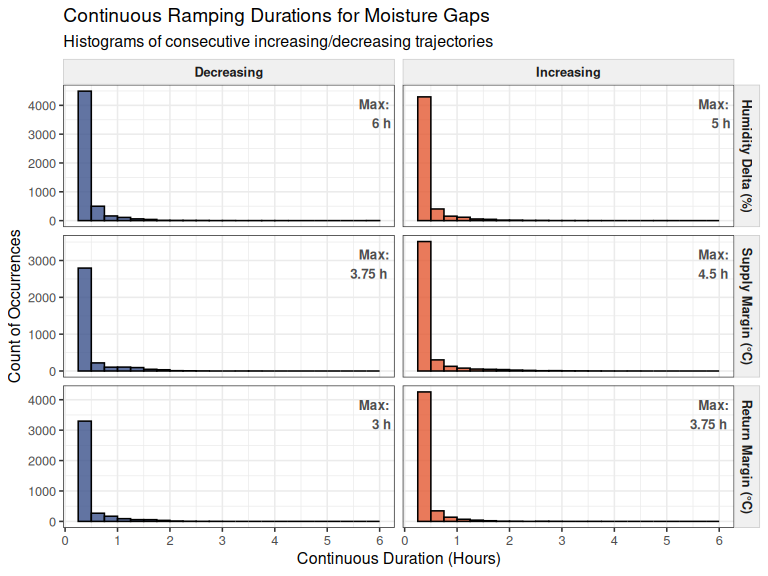 Continuous Ramping Durations for Moisture Gaps
Histograms of consecutive increasing/decreasing trajectories
Decreasing
Increasing
Count of Occurrences
4000
3000
2000
1000
0
Max:
6 h
Max:
5 h
Humidity Delta (%)
3000
2000
1000
0
Max:
3.75 h
Max:
4.5 h
Supply Margin (°C)
4000
3000
2000
1000
0
Max:
3 h
Max:
3.75 h
Return Margin (°C)
0 1 2 3 4 5 6
0 1 2 3 4 5 6
Continuous Duration (Hours)